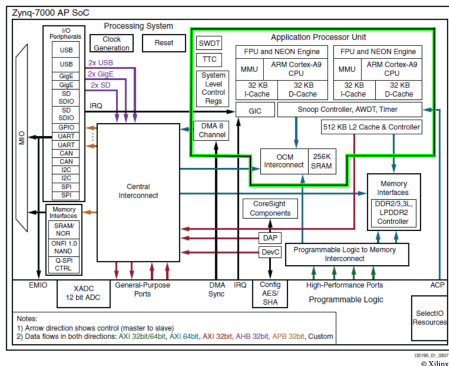 Zynq-7000 AP SoC
I/O
Peripherals
USB
USB
GigE
GigE
SD
SDIO
SD
SDIO
GPIO
UART
UART
CAN
CAN
I2C
I2C
SPI
SPI
Memory
Interfaces
SRAM/
NOR
ONFI 1.0
NAND
Q-SPI
CTRL
MIO
Processing System
Clock
Generation
Reset
2x USB
2x GigE
2x SD
IRQ
Central
Interconnect
SWDT
TTC
System
Level
Control
Regs
DMA 8
Channel
Application Processor Unit
FPU and NEON Engine
MMU
ARM Cortex-A9
CPU
32 KB
I-Cache
32 KB
D-Cache
FPU and NEON Engine
MMU
ARM Cortex-A9
CPU
32 KB
I-Cache
32 KB
D-Cache
GIC
Snoop Controller, AWDT, Timer
512 KB L2 Cache & Controller
OCM
Interconnect
256K
SRAM
CoreSight
Components
DAP
DevC
Memory
Interfaces
DDR2/3,3L,
LPDDR2
Controller
Programmable Logic to Memory
Interconnect
EMIO
XADC
12 bit ADC
General-Purpose
Ports
DMA
Sync
IRQ
Config
AES/
SHA
High-Performance Ports
ACP
Programmable Logic
SelectIO
Resources
Notes:
1) Arrow direction shows control (master to slave)
2) Data flows in both directions: AXI 32bit/64bit, AXI 64bit, AXI 32bit, AHB 32bit, APB 32bit, Custom
DS190_01_0307
© Xilinx